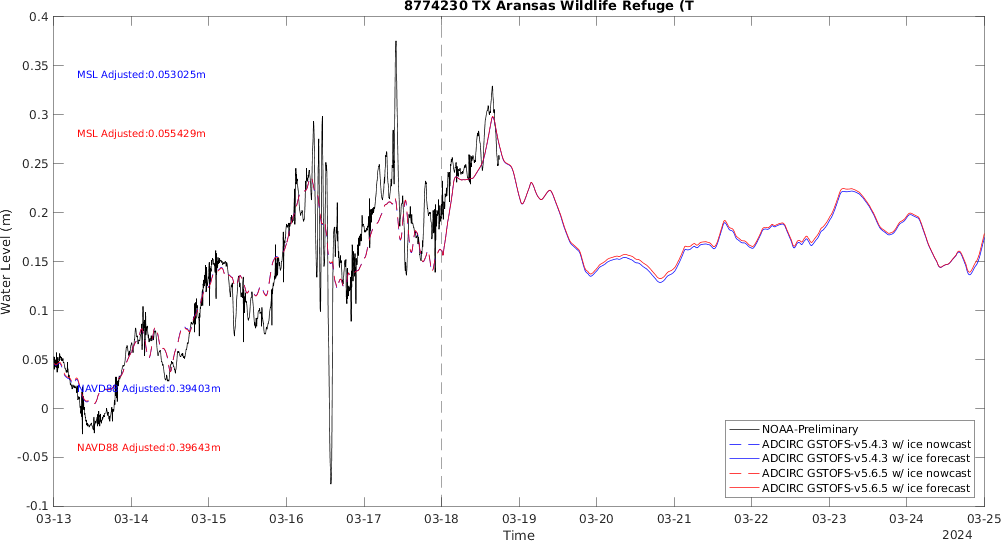 8774230 TX Aransas Wildlife Refuge (T
0.4
0.35
0.3
0.25
0.2
0.15
0.1
0.05
0
-0.05
-0.1
Water Level (m)
MSL Adjusted:0.053025m
MSL Adjusted:0.055429m
NAVD88 Adjusted:0.39403m
NAVD88 Adjusted:0.39643m
NOAA-Preliminary
ADCIRC GSTOFS-v5.4.3 w/ ice nowcast
ADCIRC GSTOFS-v5.4.3 w/ ice forecast
ADCIRC GSTOFS-v5.6.5 w/ ice nowcast
ADCIRC GSTOFS-v5.6.5 w/ ice forecast
03-13 03-14 03-15 03-16 03-17 03-18 03-19 03-20 03-21 03-22 03-23 03-24 03-25
Time
2024